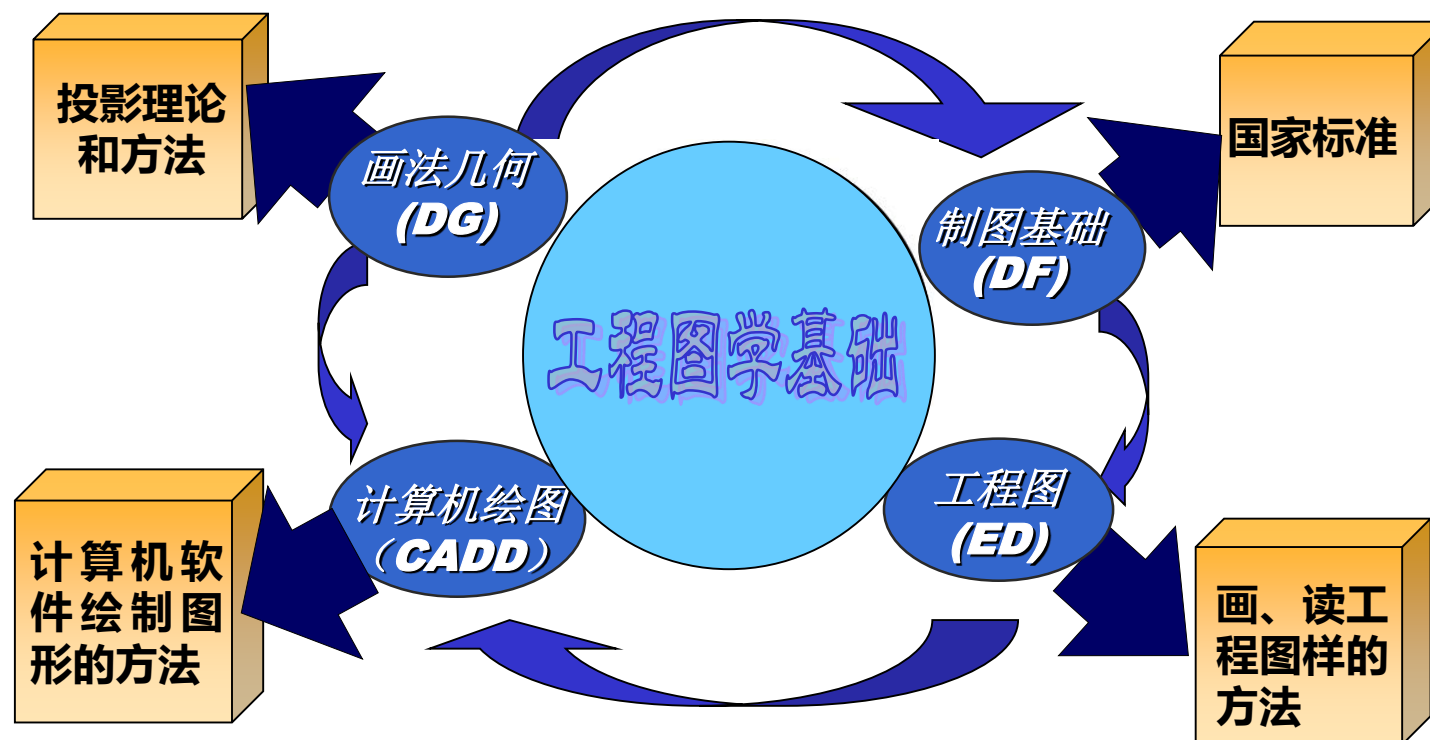 投影理论
和方法
画法几何
(DG)
国家标准
制图基础
(DF)
工程图学基础
计算机绘图
（CADD）
工程图
(ED)
计算机软
件绘制图
形的方法
画、读工
程图样的
方法